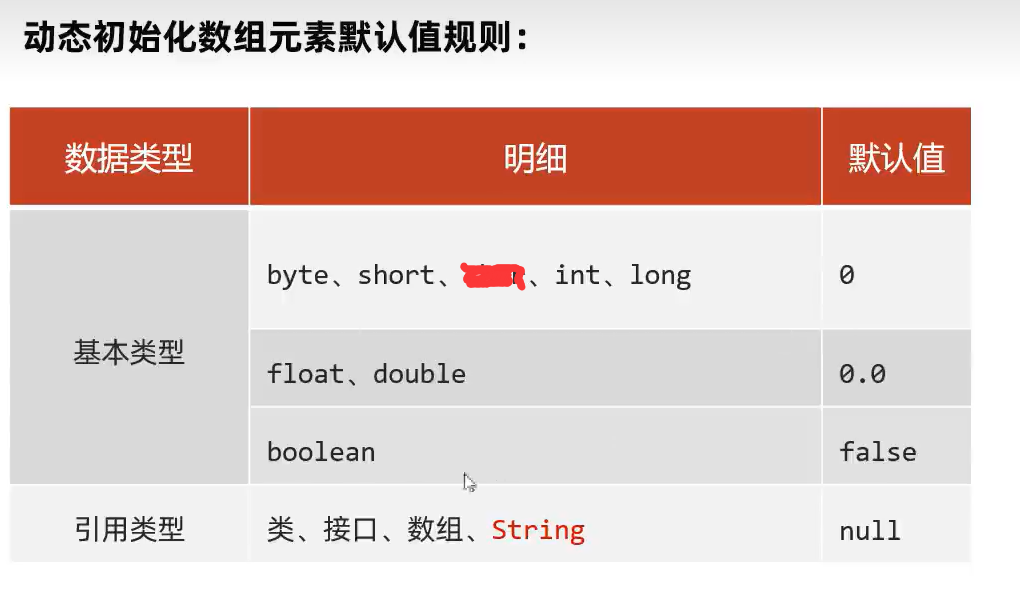 动态初始化数组元素默认值规则：
数据类型 明细 默认值
byte、short、、int、long 0
基本类型 float、double 0.0
boolean false
引用类型 类、接口、数组、String null